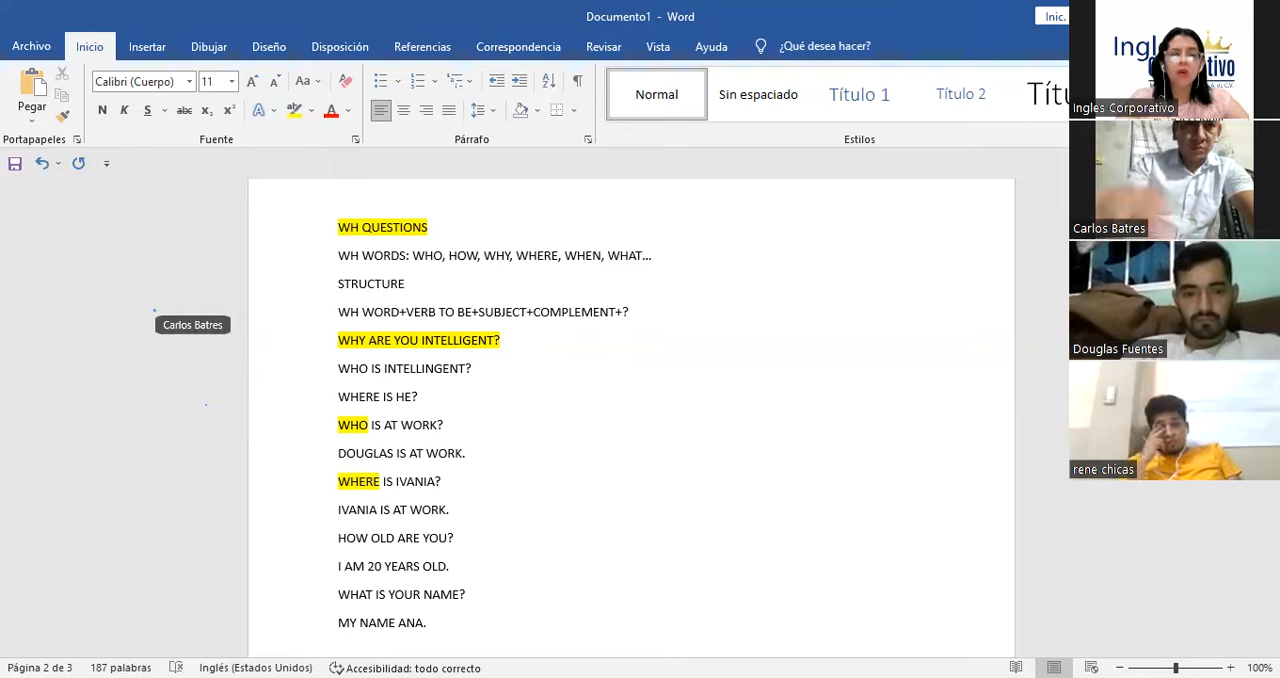 Documento1 - Word
Inic.
Archivo
Inicio
Insertar
Dibujar
Diseño
Disposición
Referencias
Correspondencia
Revisar
Vista
Ayuda
¿Qué desea hacer?
Pegar
Calibri (Cuerpo)
11
Normal
Sin espaciado
Título 1
Título 2
Portapapeles
Fuente
Párrafo
Estilos
WH QUESTIONS
WH WORDS: WHO, HOW, WHY, WHERE, WHEN, WHAT...
STRUCTURE
WH WORD+VERB TO BE+SUBJECT+COMPLEMENT+?
WHY ARE YOU INTELLIGENT?
WHO IS INTELLINGENT?
WHERE IS HE?
WHO IS AT WORK?
DOUGLAS IS AT WORK.
WHERE IS IVANIA?
IVANIA IS AT WORK.
HOW OLD ARE YOU?
I AM 20 YEARS OLD.
WHAT IS YOUR NAME?
MY NAME ANA.
Carlos Batres
Ingles Corporativo
Carlos Batres
Douglas Fuentes
rene chicas
Página 2 de 3
187 palabras
Inglés (Estados Unidos)
Accesibilidad: todo correcto
100%